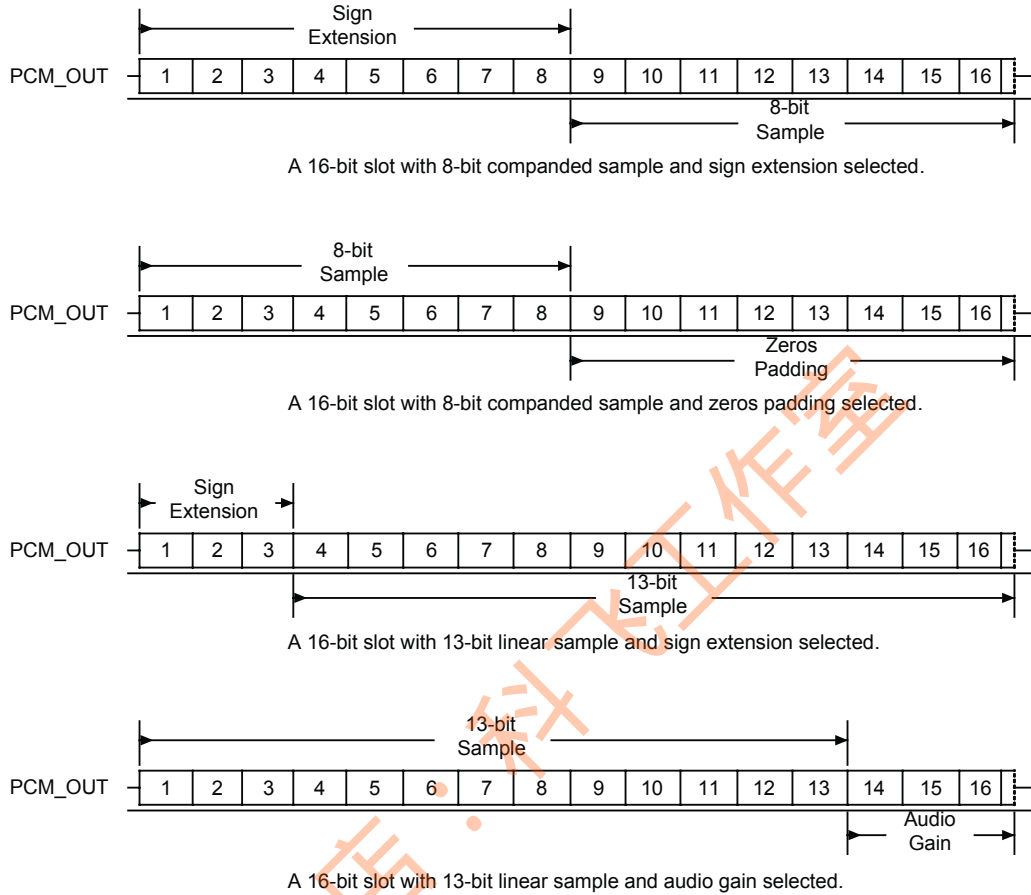 Sign
Extension
PCM_OUT 1 2 3 4 5 6 7 8 9 10 11 12 13 14 15 16
8-bit
Sample
A 16-bit slot with 8-bit companded sample and sign extension selected.
8-bit
Sample
PCM_OUT 1 2 3 4 5 6 7 8 9 10 11 12 13 14 15 16
Zeros
Padding
A 16-bit slot with 8-bit companded sample and zeros padding selected.
Sign
Extension
PCM_OUT 1 2 3 4 5 6 7 8 9 10 11 12 13 14 15 16
13-bit
Sample
A 16-bit slot with 13-bit linear sample and sign extension selected.
13-bit
Sample
PCM_OUT 1 2 3 4 5 6 7 8 9 10 11 12 13 14 15 16
Audio
Gain
A 16-bit slot with 13-bit linear sample and audio gain selected.
店：科飞工作室